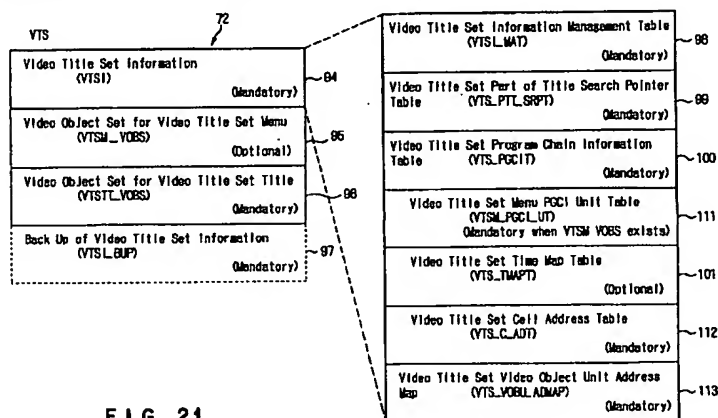 VTS
72
Video Title Set Information
(VTSI)
(Mandatory)
94
Video Object Set for Video Title Set Menu
(VTSM_VOBS)
(Optional)
95
Video Object Set for Video Title Set Title
(VTSTT_VOBS)
(Mandatory)
96
Back Up of Video Title Set Information
(VTSI_BUP)
(Mandatory)
97
Video Title Set Information Management Table
(VTSI_MAT)
(Mandatory)
98
Video Title Set Part of Title Search Pointer
Table (VTS_PTT_SRPT)
(Mandatory)
99
Video Title Set Program Chain Information
Table (VTS_PGCIT)
(Mandatory)
100
Video Title Set Menu PGCI Unit Table
(VTSM_PGCI_UT)
(Mandatory when VTSM VOBS exists)
111
Video Title Set Time Map Table
(VTS_TMAPT)
(Optional)
101
Video Title Set Cell Address Table
(VTS_C_ADT)
(Mandatory)
112
Video Title Set Video Object Unit Address
Map (VTS_VOBU_ADMAP)
(Mandatory)
113
FIG. 21